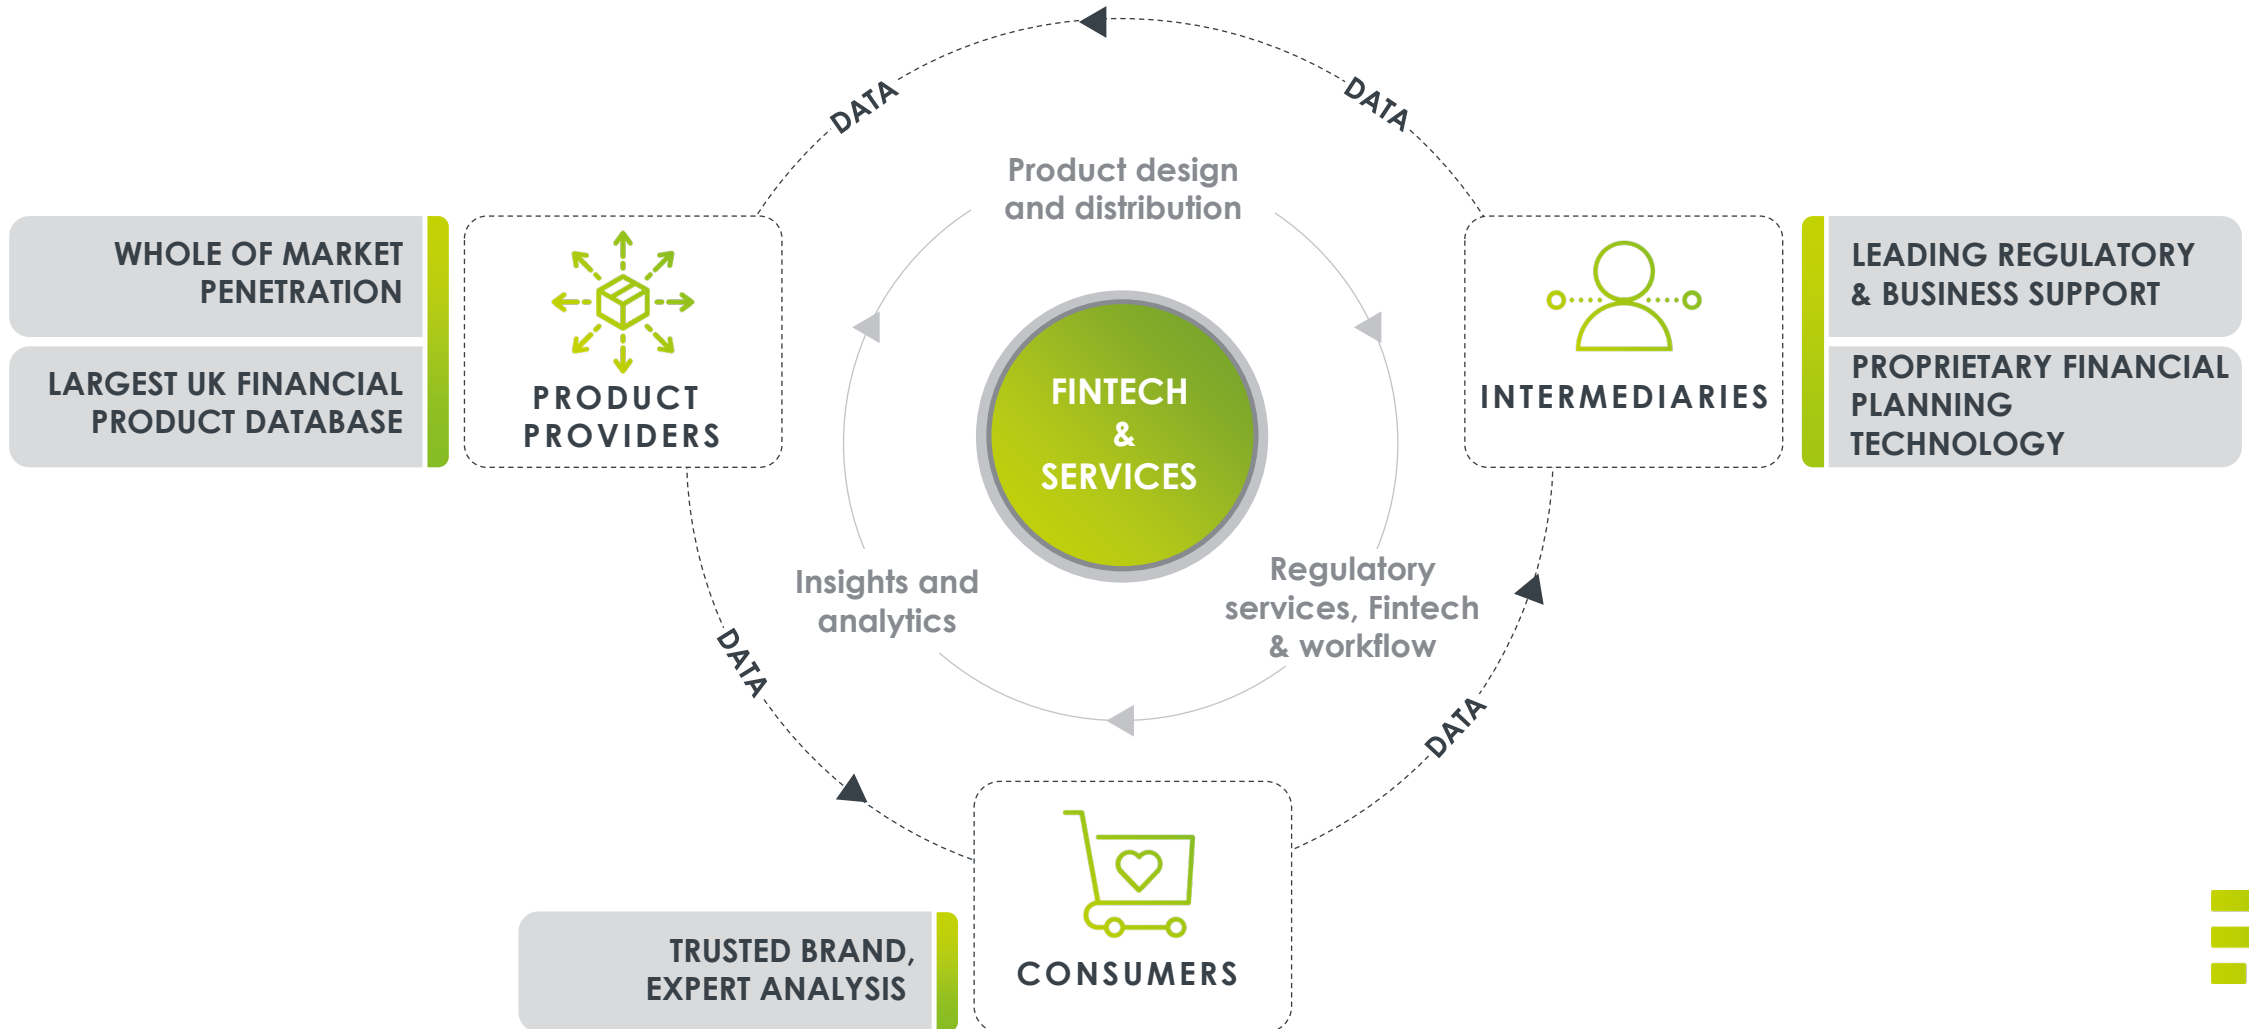 DATA
DATA
Product design
and distribution
WHOLE OF MARKET
PENETRATION
LARGEST UK FINANCIAL
PRODUCT DATABASE
PRODUCT
PROVIDERS
FINTECH
&
SERVICES
INTERMEDIARIES
LEADING REGULATORY
& BUSINESS SUPPORT
PROPRIETARY FINANCIAL
PLANNING
TECHNOLOGY
Insights and
analytics
Regulatory
services, Fintech
& workflow
DATA
DATA
TRUSTED BRAND,
EXPERT ANALYSIS
CONSUMERS